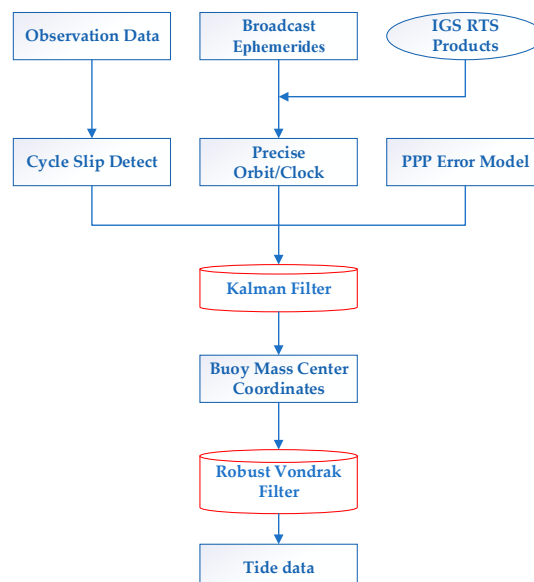 Observation Data
Broadcast
Ephemerides
IGS RTS
Products
Cycle Slip Detect
Precise
Orbit/Clock
PPP Error Model
Kalman Filter
Buoy Mass Center
Coordinates
Robust Vondrak
Filter
Tide data